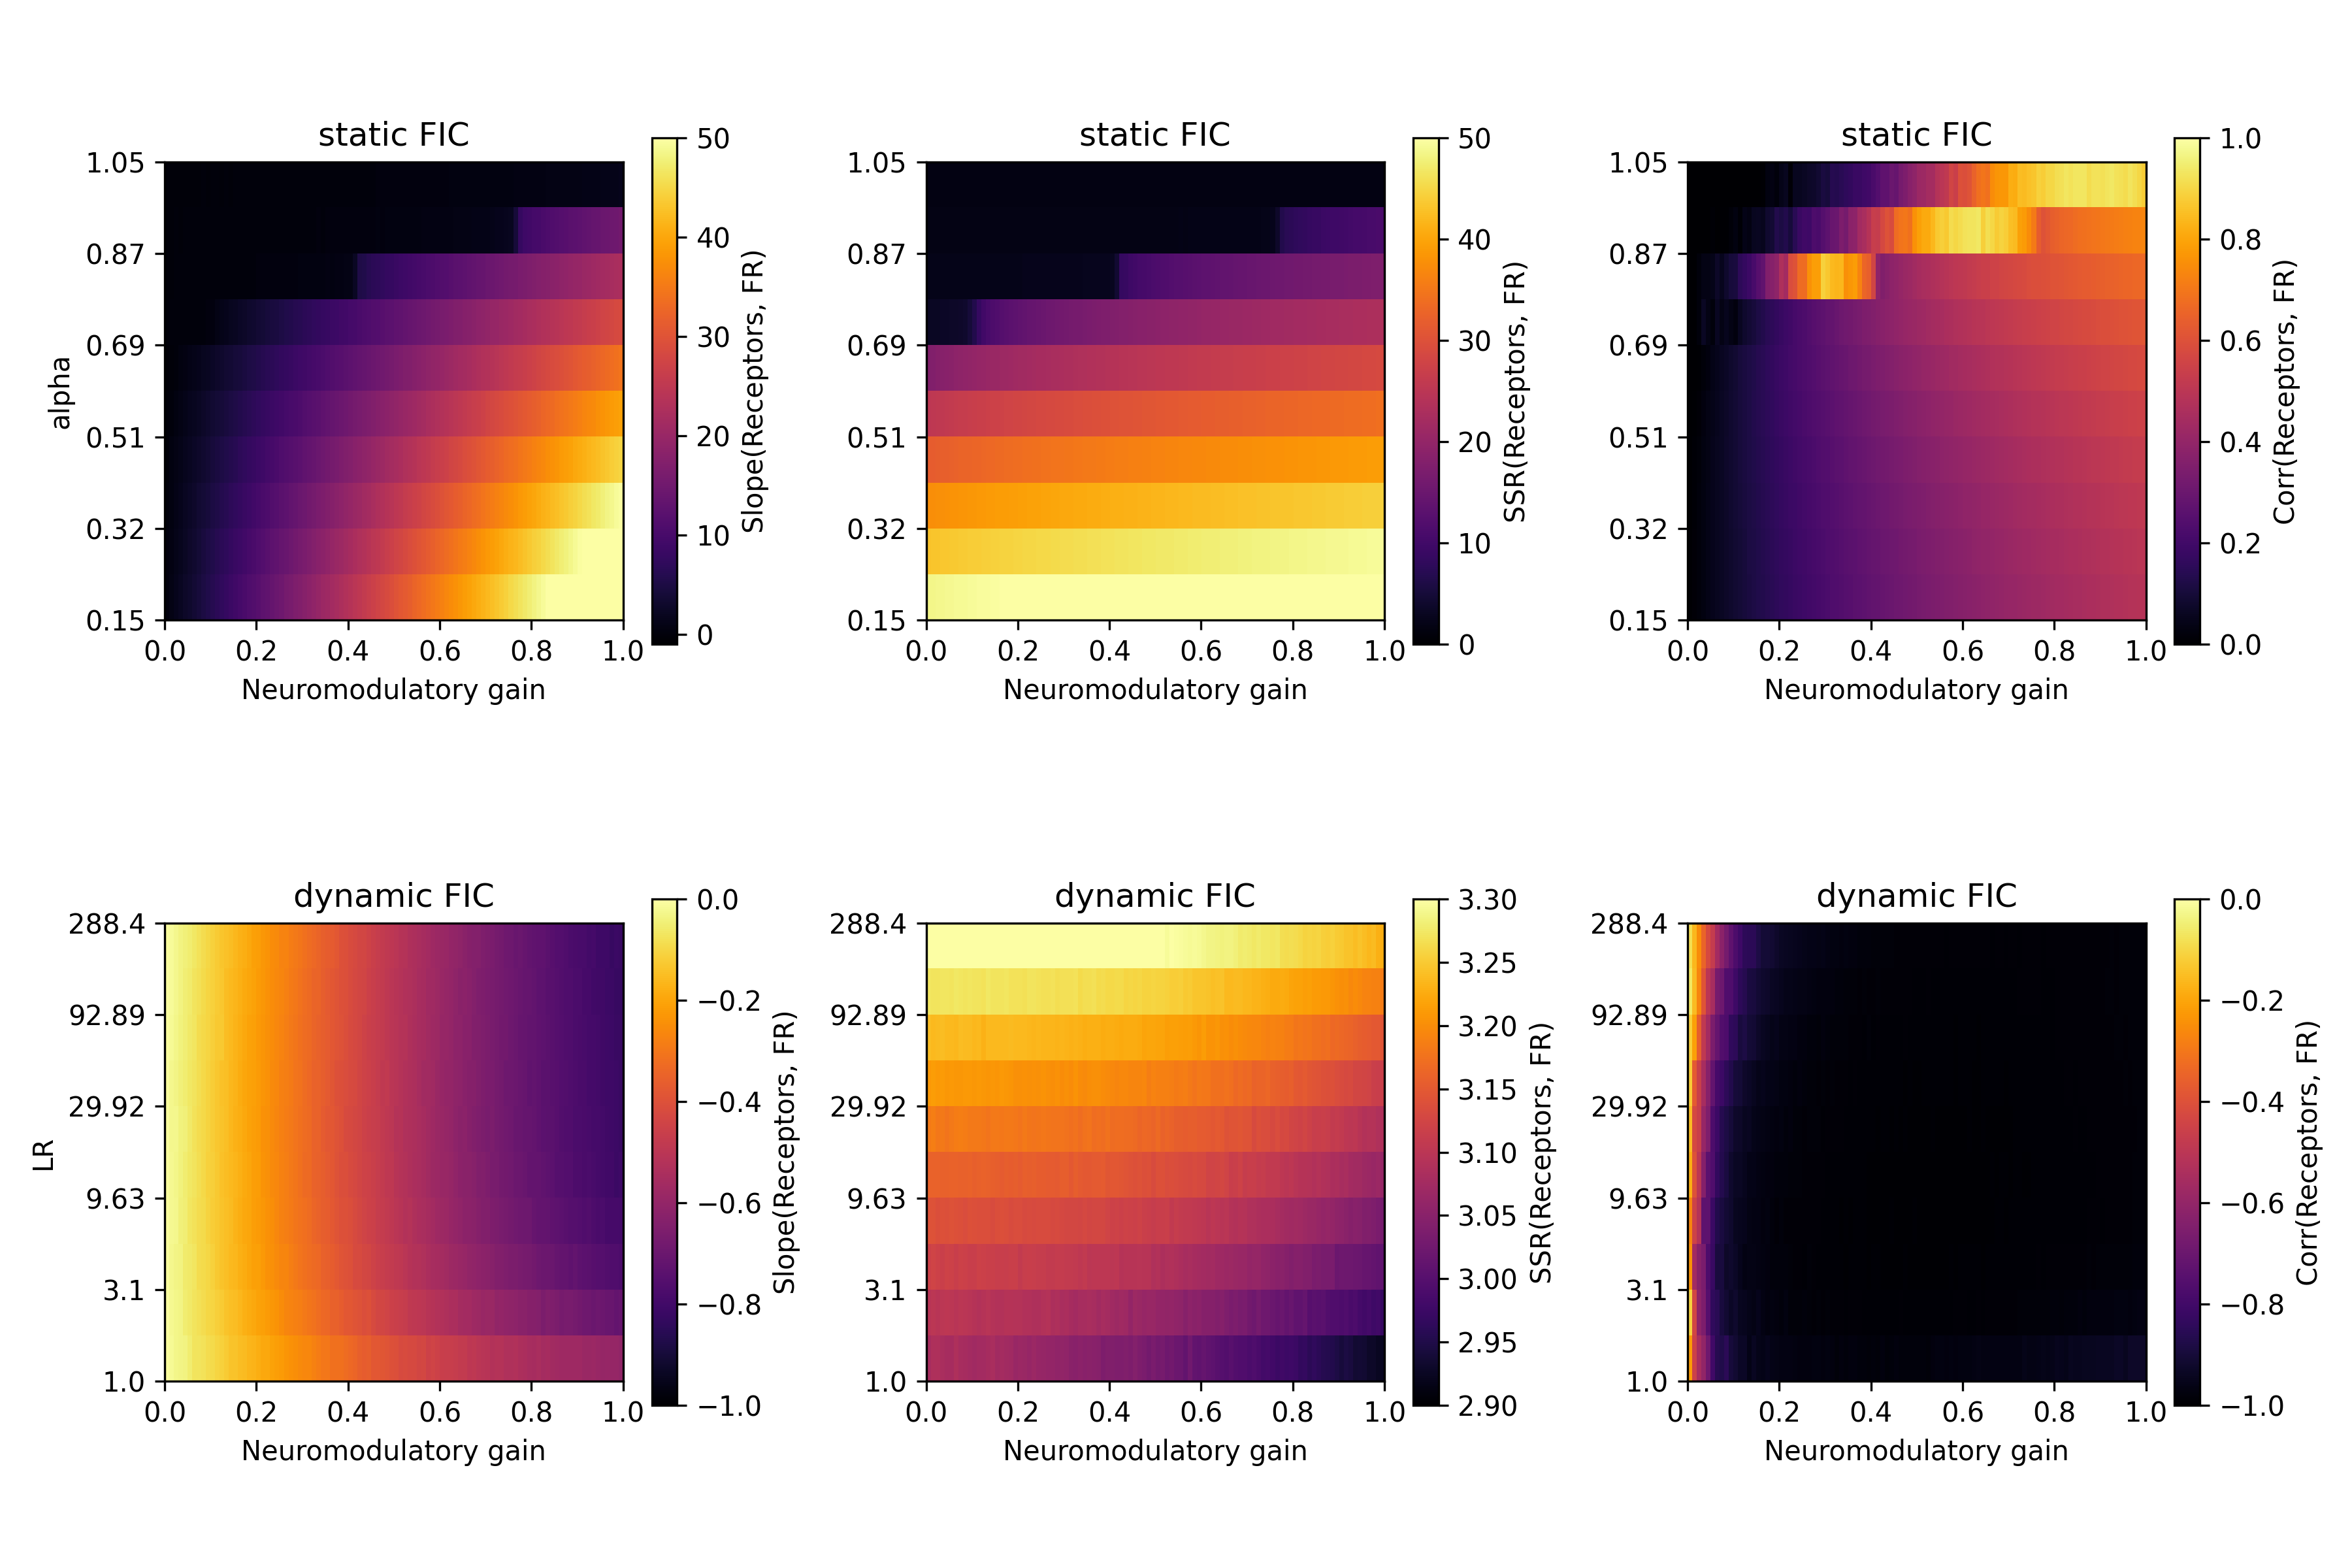 static FIC
1.05
0.87
0.69
0.51
0.32
0.15
alpha
0.0 0.2 0.4 0.6 0.8 1.0
Neuromodulatory gain
50
40
30
20
10
0
Slope(Receptors, FR)
static FIC
1.05
0.87
0.69
0.51
0.32
0.15
0.0 0.2 0.4 0.6 0.8 1.0
Neuromodulatory gain
50
40
30
20
10
0
SSR(Receptors, FR)
static FIC
1.05
0.87
0.69
0.51
0.32
0.15
0.0 0.2 0.4 0.6 0.8 1.0
Neuromodulatory gain
1.0
0.8
0.6
0.4
0.2
0.0
Corr(Receptors, FR)
dynamic FIC
288.4
92.89
29.92
9.63
3.1
1.0
LR
0.0 0.2 0.4 0.6 0.8 1.0
Neuromodulatory gain
0.0
−0.2
−0.4
−0.6
−0.8
−1.0
Slope(Receptors, FR)
dynamic FIC
288.4
92.89
29.92
9.63
3.1
1.0
0.0 0.2 0.4 0.6 0.8 1.0
Neuromodulatory gain
3.30
3.25
3.20
3.15
3.10
3.05
3.00
2.95
2.90
SSR(Receptors, FR)
dynamic FIC
288.4
92.89
29.92
9.63
3.1
1.0
0.0 0.2 0.4 0.6 0.8 1.0
Neuromodulatory gain
0.0
−0.2
−0.4
−0.6
−0.8
−1.0
Corr(Receptors, FR)